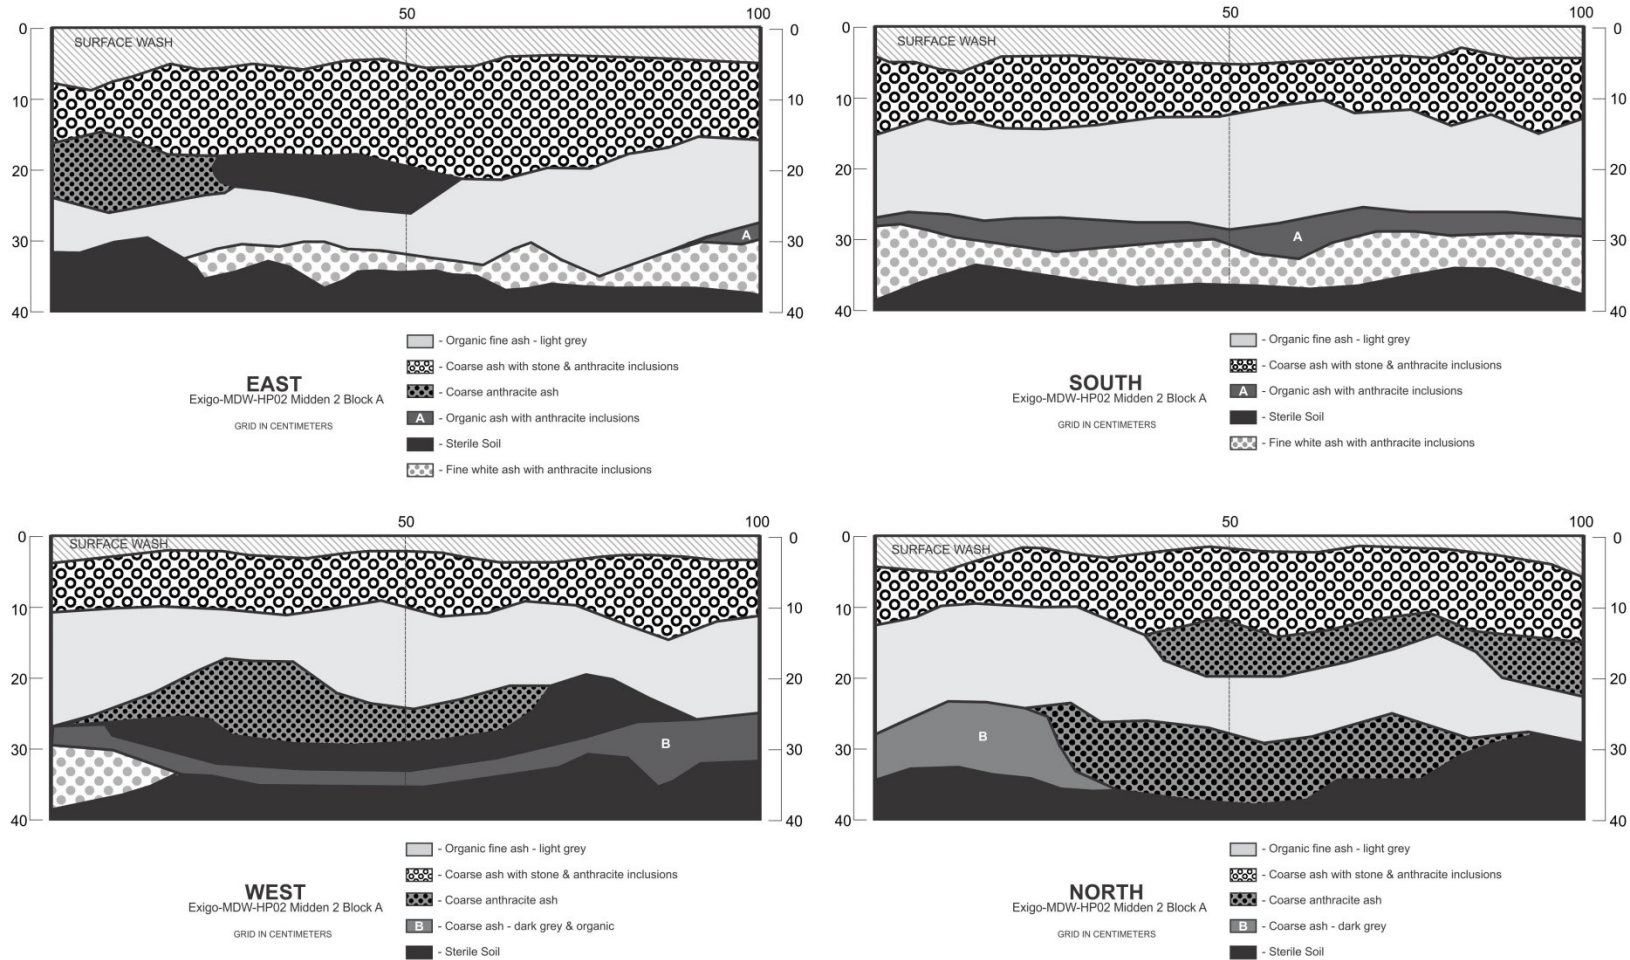 50 100
0 0
SURFACE WASH
10 10
20 20
A
30 30
40 40
- Organic fine ash - light grey
- Coarse ash with stone & anthracite inclusions
EAST
- Coarse anthracite ash
Exigo-MDW-HP02 Midden 2 Block A
A - Organic ash with anthracite inclusions
GRID IN CENTIMETERS
- Sterile Soil
- Fine white ash with anthracite inclusions
50 100
0 0
SURFACE WASH
10 10
20 20
A
30 30
40 40
- Organic fine ash - light grey
- Coarse ash with stone & anthracite inclusions
SOUTH
Exigo-MDW-HP02 Midden 2 Block A
A - Organic ash with anthracite inclusions
- Sterile Soil
GRID IN CENTIMETERS
- Fine white ash with anthracite inclusions
50 100
0 0
SURFACE WASH
10 10
20 20
B
30 30
40 40
- Organic fine ash - light grey
- Coarse ash with stone & anthracite inclusions
WEST
- Coarse anthracite ash
Exigo-MDW-HP02 Midden 2 Block A
B - Coarse ash - dark grey & organic
GRID IN CENTIMETERS
- Sterile Soil
50 100
0 0
SURFACE WASH
10 10
20 20
B
30 30
40 40
- Organic fine ash - light grey
- Coarse ash with stone & anthracite inclusions
NORTH
- Coarse anthracite ash
Exigo-MDW-HP02 Midden 2 Block A
B - Coarse ash - dark grey
GRID IN CENTIMETERS
- Sterile Soil